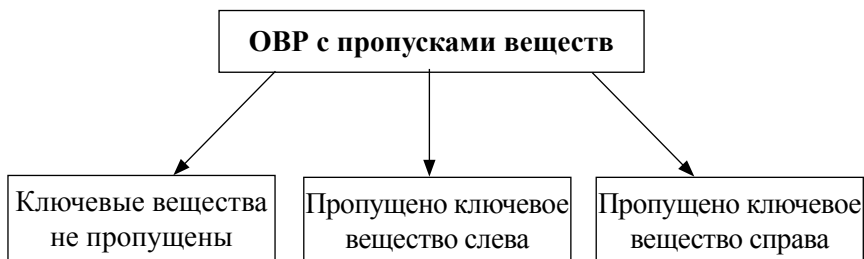 ОВР с пропусками веществ
Ключевые вещества
не пропущены
Пропущено ключевое
вещество слева
Пропущено ключевое
вещество справа